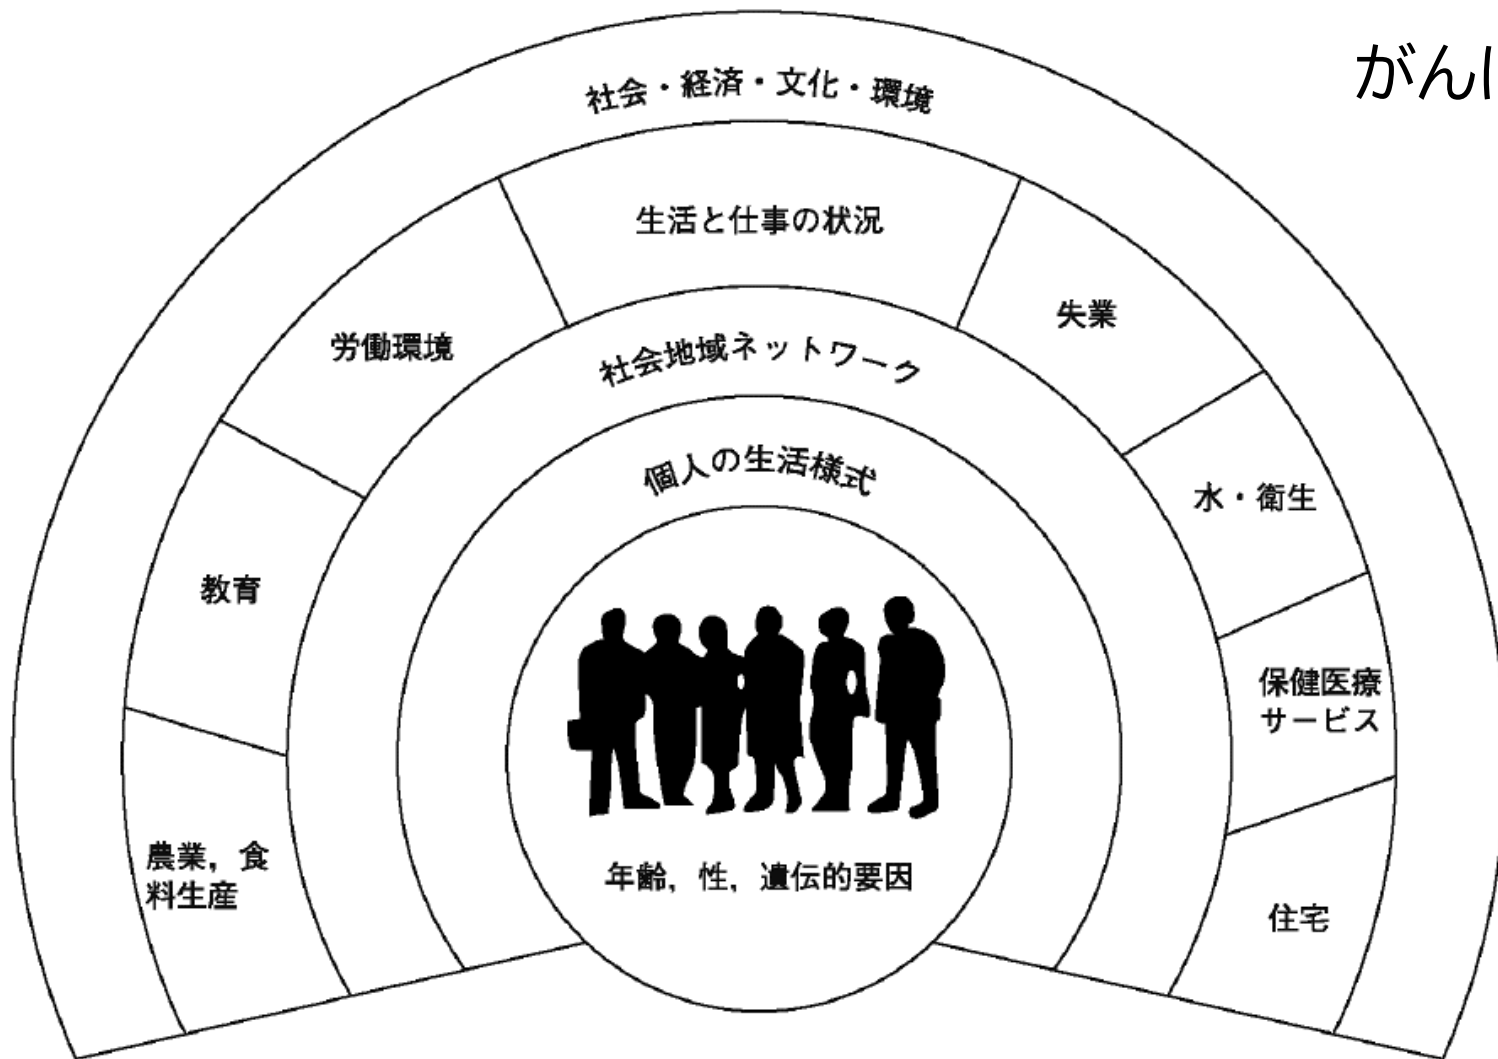 がん
社会・経済・文化・環境
生活と仕事の状況
失業
労働環境
社会地域ネットワーク
個人の生活様式
水・衛生
教育
保健医療
サービス
農業，食
料生産
年齢，性，遺伝的要因
住宅